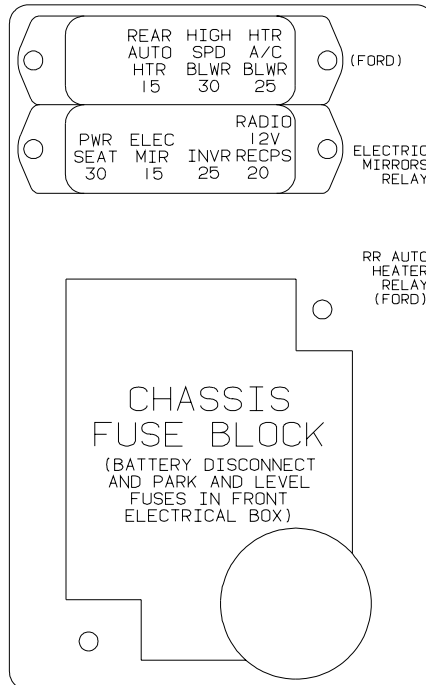 REAR HIGH HTR
AUTO SPD A/C
HTR BLWR BLWR
15 30 25
(FORD)
RADIO
PWR ELEC 12V
SEAT MIR INVR RECPS
30 15 25 20
ELECTRIC
MIRRORS
RELAY
RR AUTO
HEATER
RELAY
(FORD)
CHASSIS
FUSE BLOCK
(BATTERY DISCONNECT
AND PARK AND LEVEL
FUSES IN FRONT
ELECTRICAL BOX)